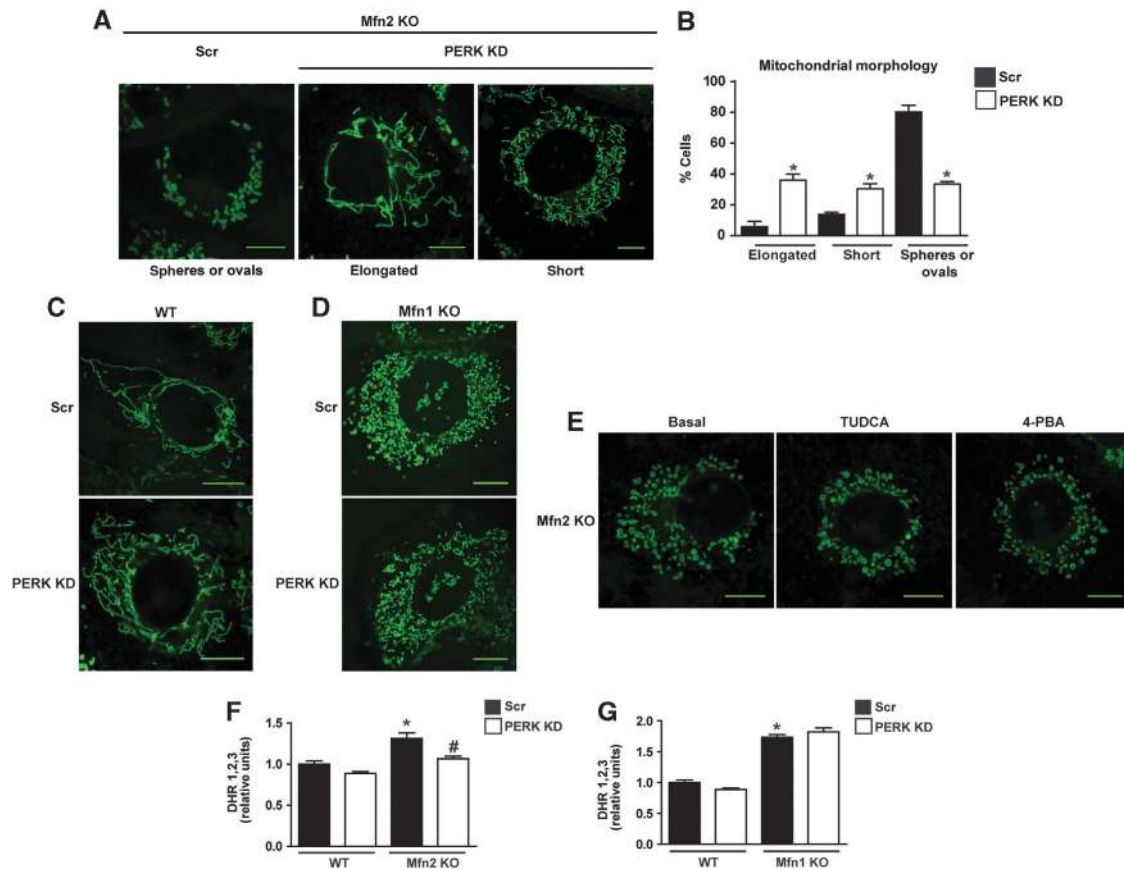 A
Mfn2 KO
Scr
PERK KD
Spheres or ovals
Elongated
Short
B
Mitochondrial morphology
Scr
PERK KD
% Cells
100
80
60
40
20
0
*
*
*
Elongated
Short
Spheres or
ovals
C
WT
Scr
PERK KD
D
Mfn1 KO
Scr
PERK KD
E
Basal
TUDCA
4-PBA
Mfn2 KO
F
Scr
PERK KD
DHR 1,2,3
(relative units)
1.5
1.0
0.5
0.0
*
#
WT
Mfn2 KO
G
Scr
PERK KD
DHR 1,2,3
(relative units)
2.0
1.5
1.0
0.5
0.0
*
WT
Mfn1 KO